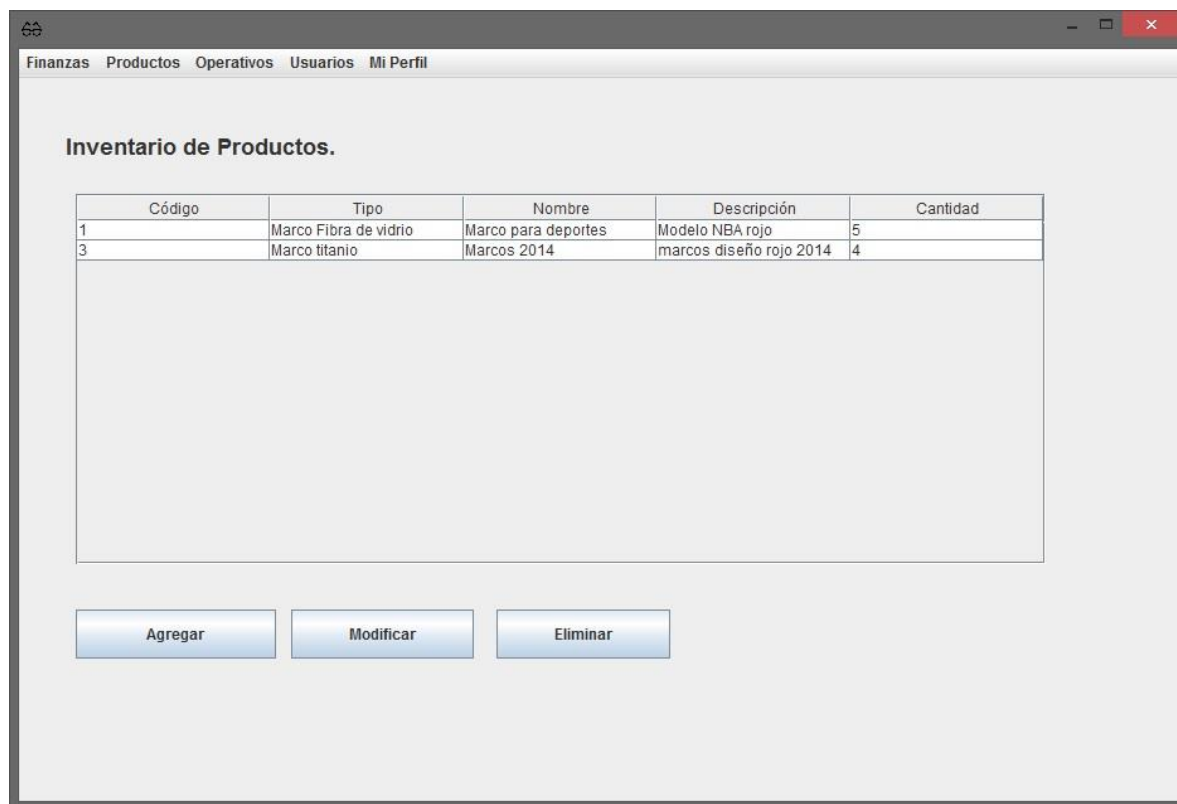 Finanzas Productos Operativos Usuarios Mi Perfil
Inventario de Productos.
Código Tipo Nombre Descripción Cantidad
1 Marco Fibra de vidrio Marco para deportes Modelo NBA rojo 5
3 Marco titanio Marcos 2014 marcos diseño rojo 2014 4
Agregar Modificar Eliminar